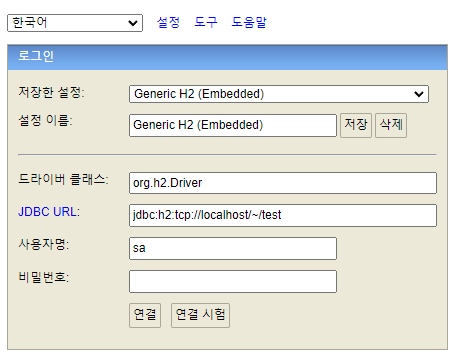 한국어 설정 도구 도움말
로그인
저장한 설정: Generic H2 (Embedded)
설정 이름: Generic H2 (Embedded) 저장 삭제
드라이버 클래스: org.h2.Driver
JDBC URL: jdbc:h2:tcp://localhost/~/test
사용자명: sa
비밀번호:
연결 연결 시험